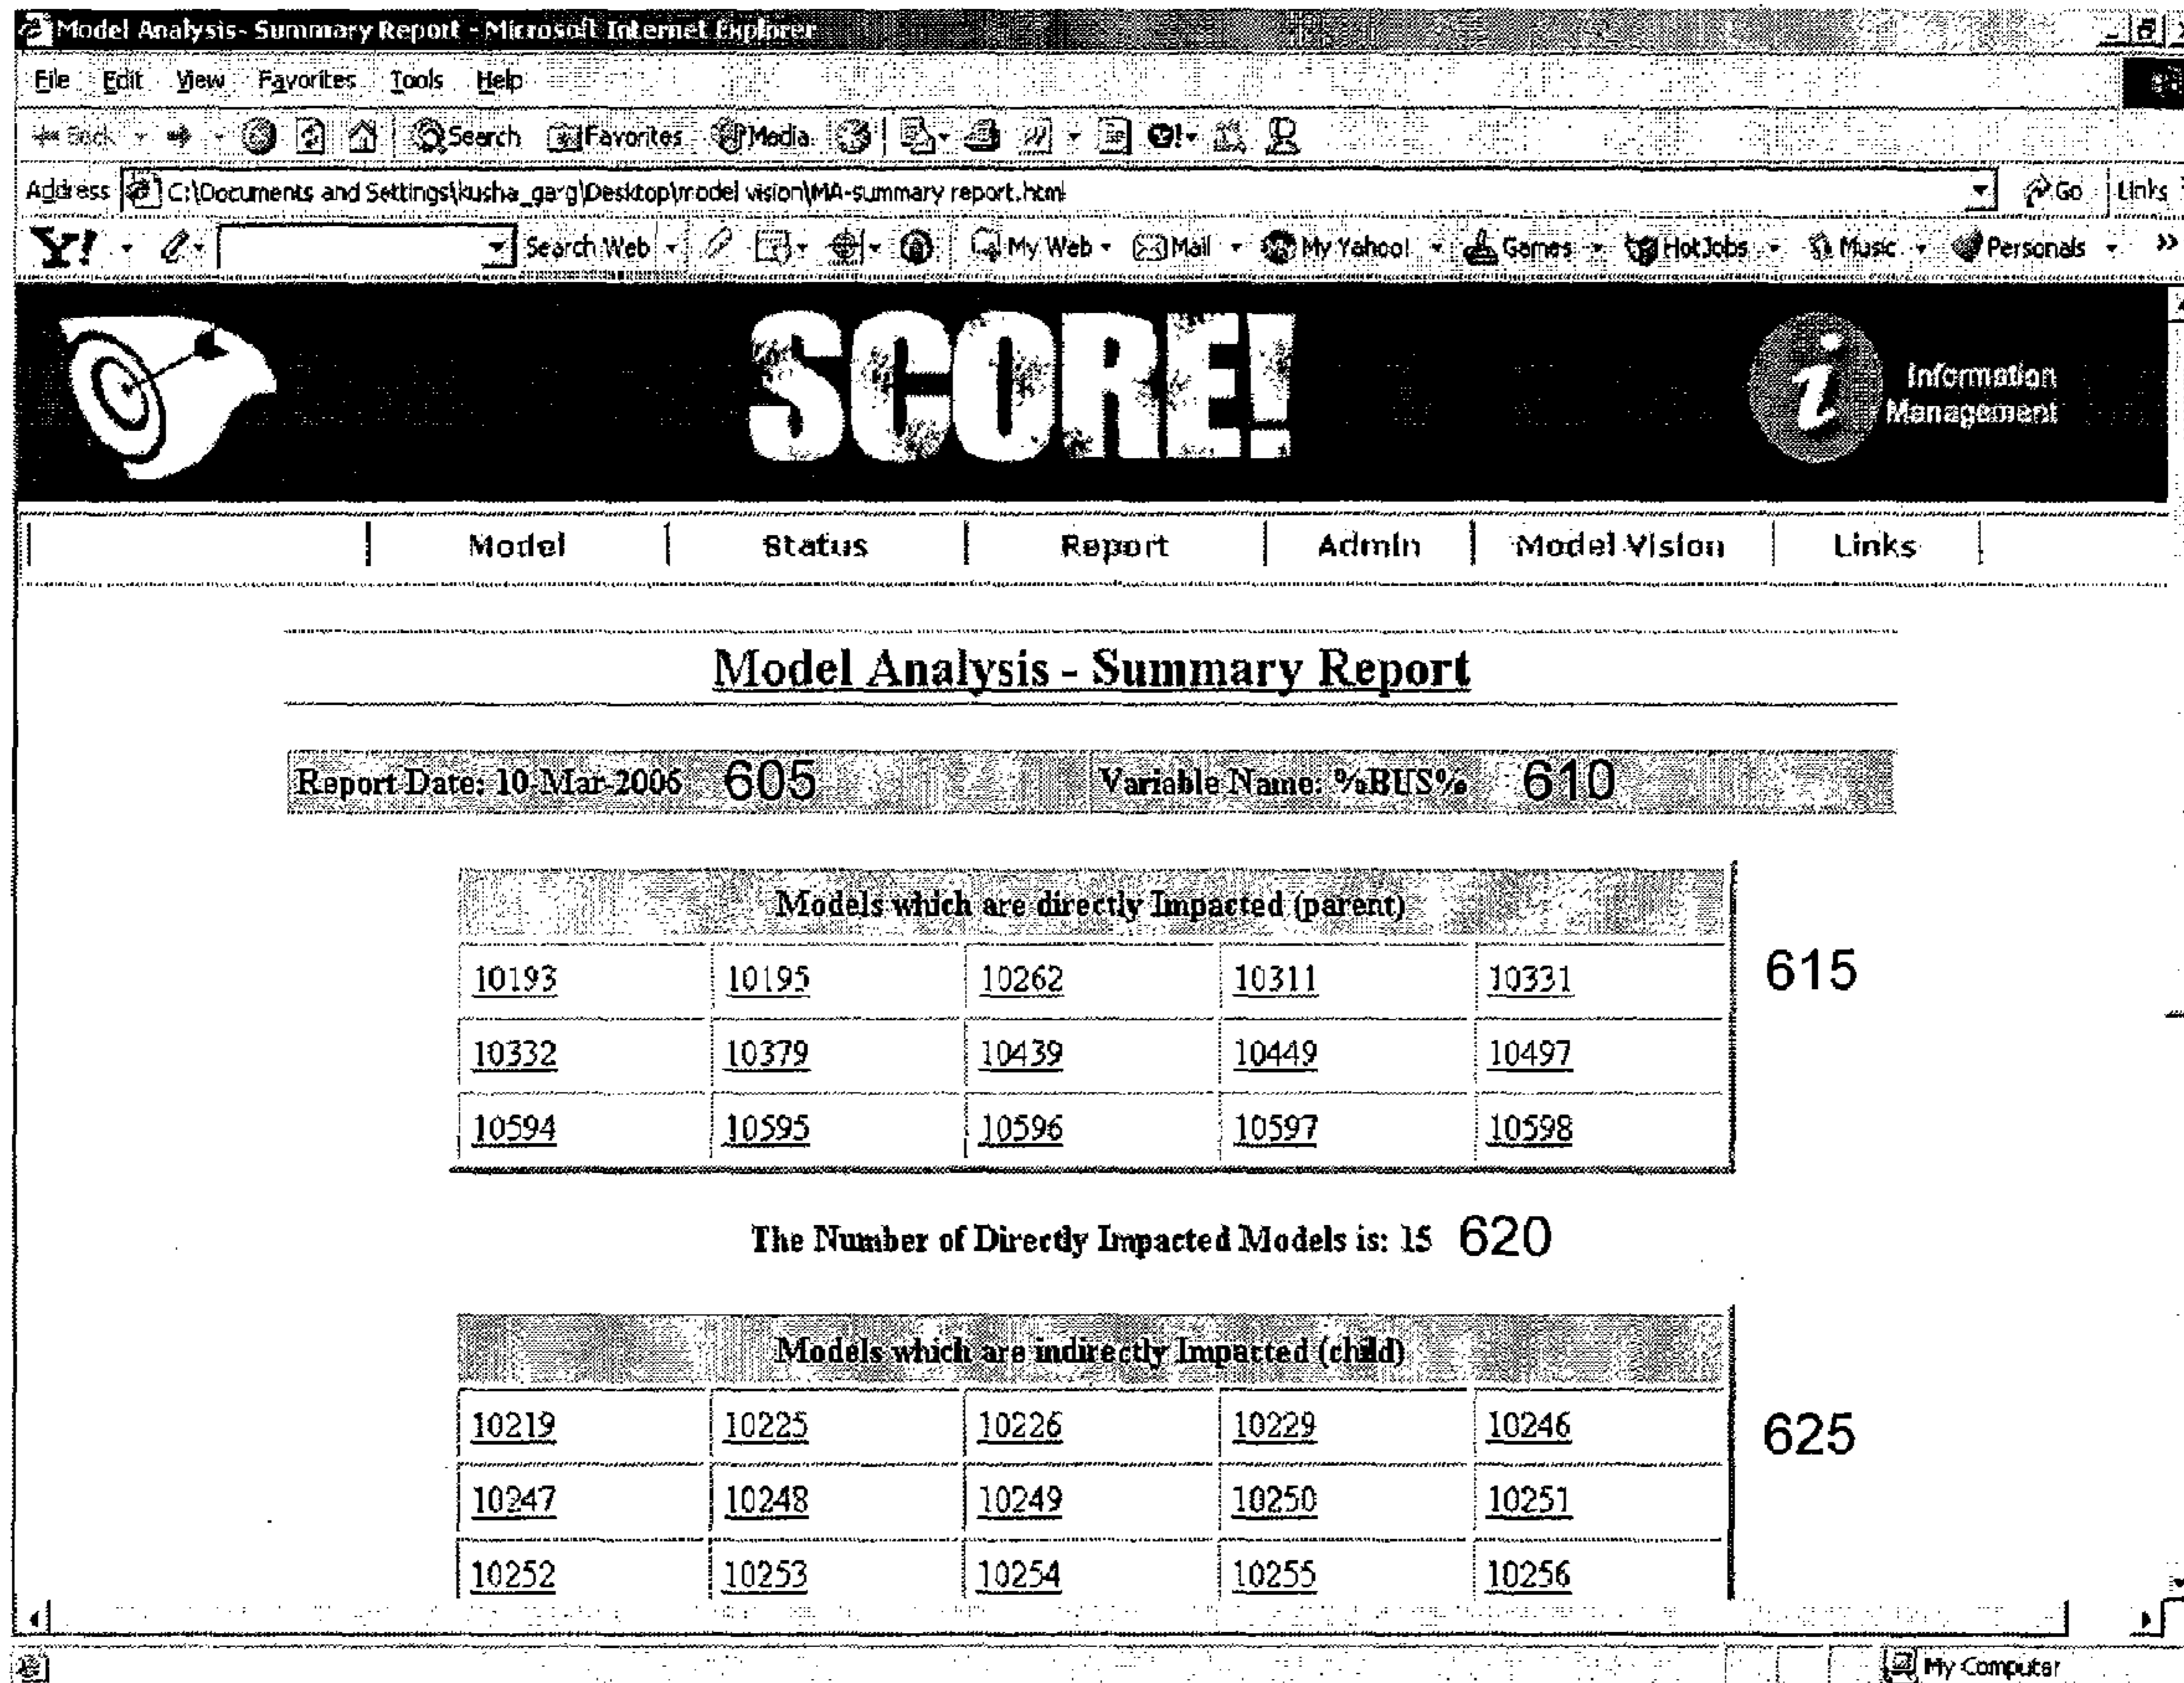 Model Analysis- Summary Report - Microsoft Internet Explorer
File Edit View Favorites Tools Help
Back Search Favorites Media
Address C:\Documents and Settings\kusha_garg\Desktop\model vision\MA-summary report.html Go Links
Y! Search Web My Web Mail My Yahoo! Games HotJobs Music Personals »
SCORE!
i Information
Management
Model Status Report Admin Model Vision Links
Model Analysis - Summary Report
Report Date: 10-Mar-2006 605 Variable Name: %BUS% 610
Models which are directly Impacted (parent)
10193 10195 10262 10311 10331 615
10332 10379 10439 10449 10497
10594 10595 10596 10597 10598
The Number of Directly Impacted Models is: 15 620
Models which are indirectly Impacted (child)
10219 10225 10226 10229 10246 625
10247 10248 10249 10250 10251
10252 10253 10254 10255 10256
My Computer